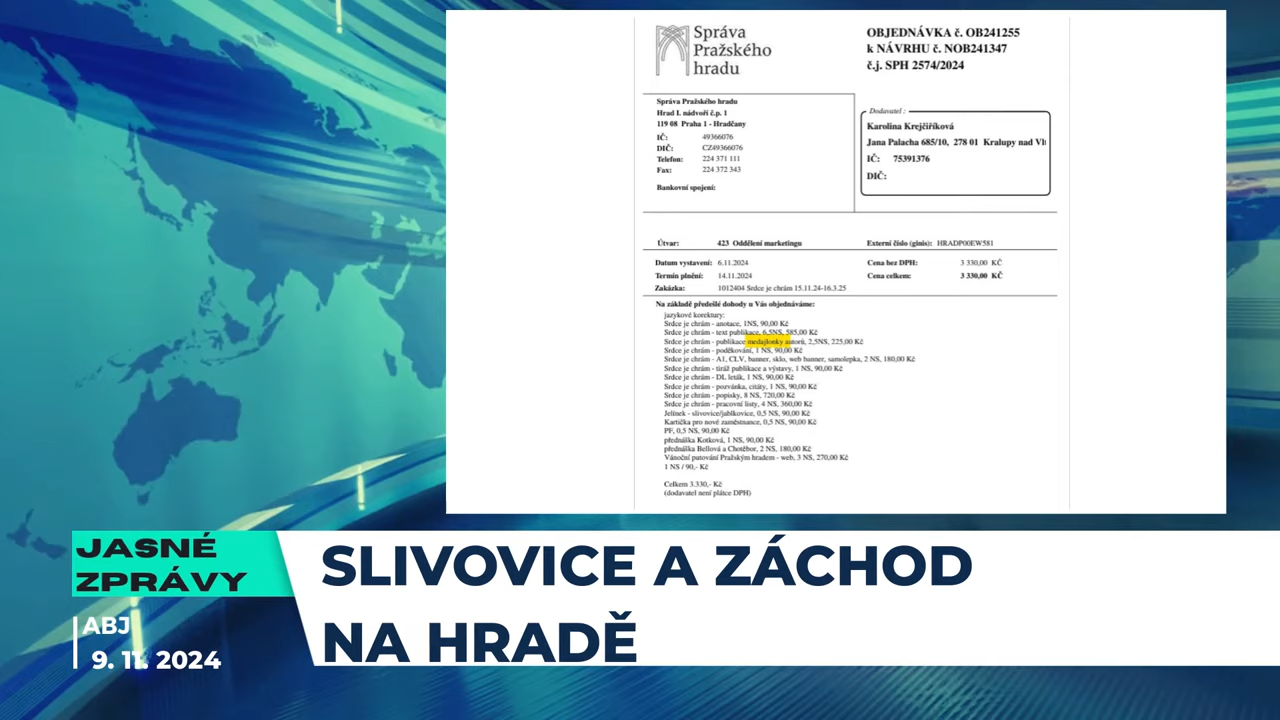 Správa
Pražského
hradu
OBJEDNÁVKA č. OB241255
k NÁVRHU č. NOB241347
č.j. SPH 2574/2024
Správa Pražského hradu
Hrad I. nádvoří č.p. 1
119 08 Praha 1 - Hradčany
IČ: 49366076
DIČ: CZ49366076
Telefon: 224 371 111
Fax: 224 372 343
Bankovní spojení:
Dodavatel :
Karolina Krejčiříková
Jana Palacha 685/10, 278 01 Kralupy nad Vl
IČ: 75391376
DIČ:
Útvar: 423 Oddělení marketingu
Externí číslo (ginis): HRADP00EW581
Datum vystavení: 6.11.2024
Cena bez DPH: 3 330,00 KČ
Termín plnění: 14.11.2024
Cena celkem: 3 330,00 KČ
Zakázka: 1012404 Srdce je chrám 15.11.24-16.3.25
Na základě předešlé dohody u Vás objednáváme:
jazykové korektury:
Srdce je chrám - anotace, 1NS, 90,00 Kč
Srdce je chrám - text publikace, 6,5NS, 585,00 Kč
Srdce je chrám - publikace medajlonky autorů, 2,5NS, 225,00 Kč
Srdce je chrám - poděkování, 1 NS, 90,00 Kč
Srdce je chrám - A1, CLV, banner, sklo, web banner, samolepka, 2 NS, 180,00 Kč
Srdce je chrám - tiráž publikace a výstavy, 1 NS, 90,00 Kč
Srdce je chrám - DL leták, 1 NS, 90,00 Kč
Srdce je chrám - pozvánka, citáty, 1 NS, 90,00 Kč
Srdce je chrám - popisky, 8 NS, 720,00 Kč
Srdce je chrám - pracovní listy, 4 NS, 360,00 Kč
Jelínek - slivovice/jablkovice, 0,5 NS, 90,00 Kč
Kartička pro nové zaměstnance, 0,5 NS, 90,00 Kč
PF, 0,5 NS, 90,00 Kč
přednáška Kotková, 1 NS, 90,00 Kč
přednáška Bellová a Chotěbor, 2 NS, 180,00 Kč
Vánoční putování Pražským hradem - web, 3 NS, 270,00 Kč
1 NS / 90,- Kč
Celkem 3.330,- Kč
(dodavatel není plátce DPH)
JASNÉ
ZPRÁVY
SLIVOVICE A ZÁCHOD
NA HRADĚ
ABJ
9. 11. 2024